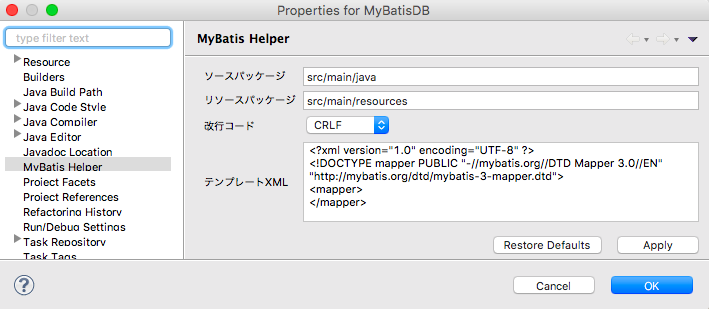 Properties for MyBatisDB
type filter text
Resource
Builders
Java Build Path
Java Code Style
Java Compiler
Java Editor
Javadoc Location
MyBatis Helper
Project Facets
Project References
Refactoring History
Run/Debug Settings
Task Repository
Task Tags
MyBatis Helper
ソースパッケージ src/main/java
リソースパッケージ src/main/resources
改行コード CRLF
テンプレートXML
<?xml version="1.0" encoding="UTF-8" ?>
<!DOCTYPE mapper PUBLIC "-//mybatis.org//DTD Mapper 3.0//EN"
"http://mybatis.org/dtd/mybatis-3-mapper.dtd">
<mapper>
</mapper>
Restore Defaults Apply
? Cancel OK